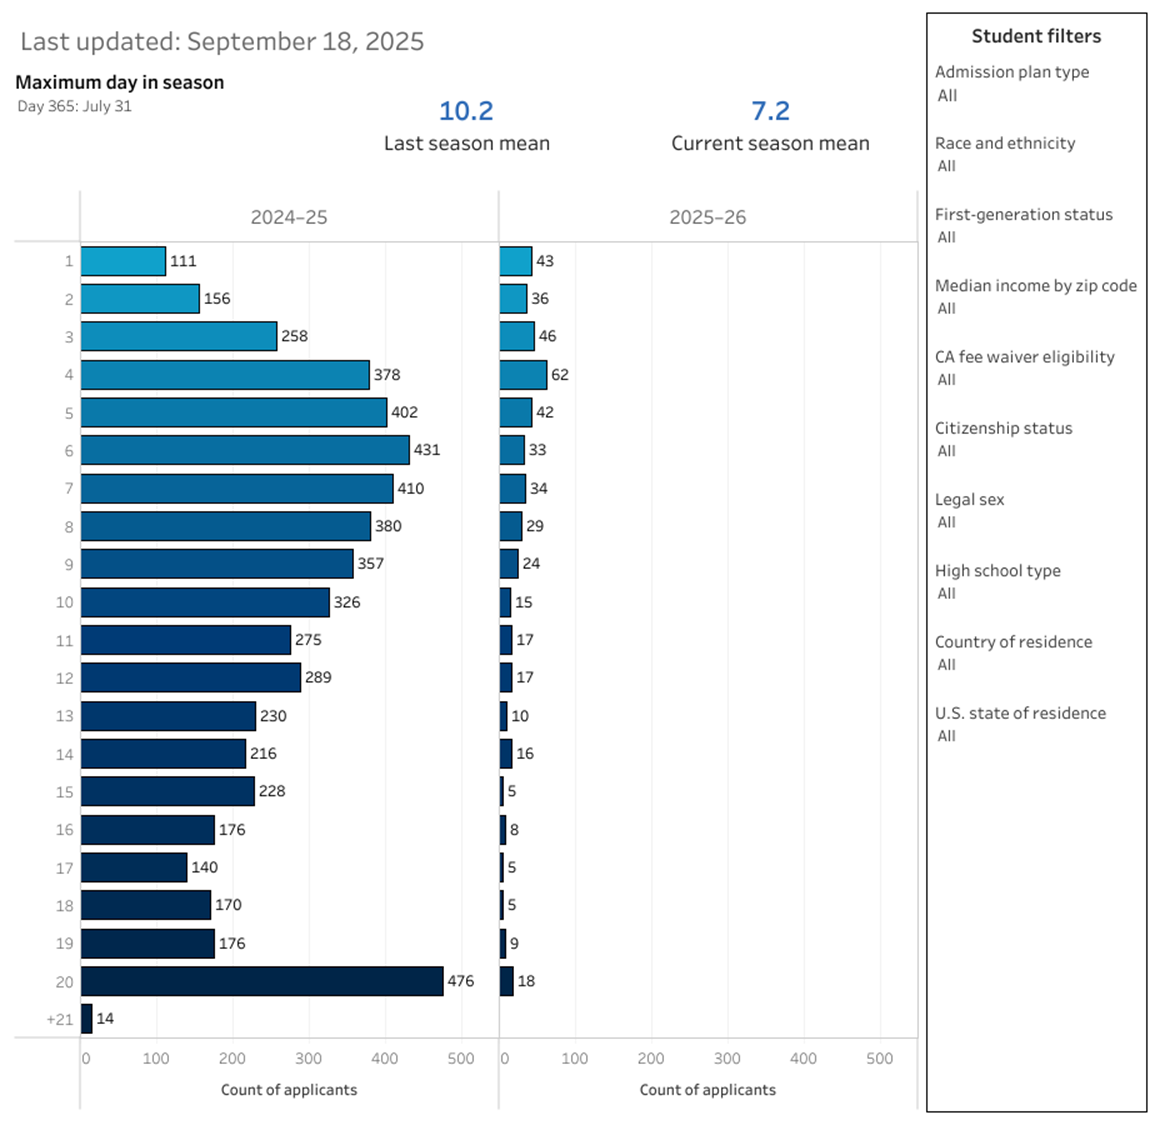 Last updated: September 18, 2025
Maximum day in season
Day 365: July 31
10.2
Last season mean
7.2
Current season mean
2024–25
2025–26
1 111 43
2 156 36
3 258 46
4 378 62
5 402 42
6 431 33
7 410 34
8 380 29
9 357 24
10 326 15
11 275 17
12 289 17
13 230 10
14 216 16
15 228 5
16 176 8
17 140 5
18 170 5
19 176 9
20 476 18
+21 14
0 100 200 300 400 500
0 100 200 300 400 500
Count of applicants
Count of applicants
Student filters
Admission plan type
All
Race and ethnicity
All
First-generation status
All
Median income by zip code
All
CA fee waiver eligibility
All
Citizenship status
All
Legal sex
All
High school type
All
Country of residence
All
U.S. state of residence
All